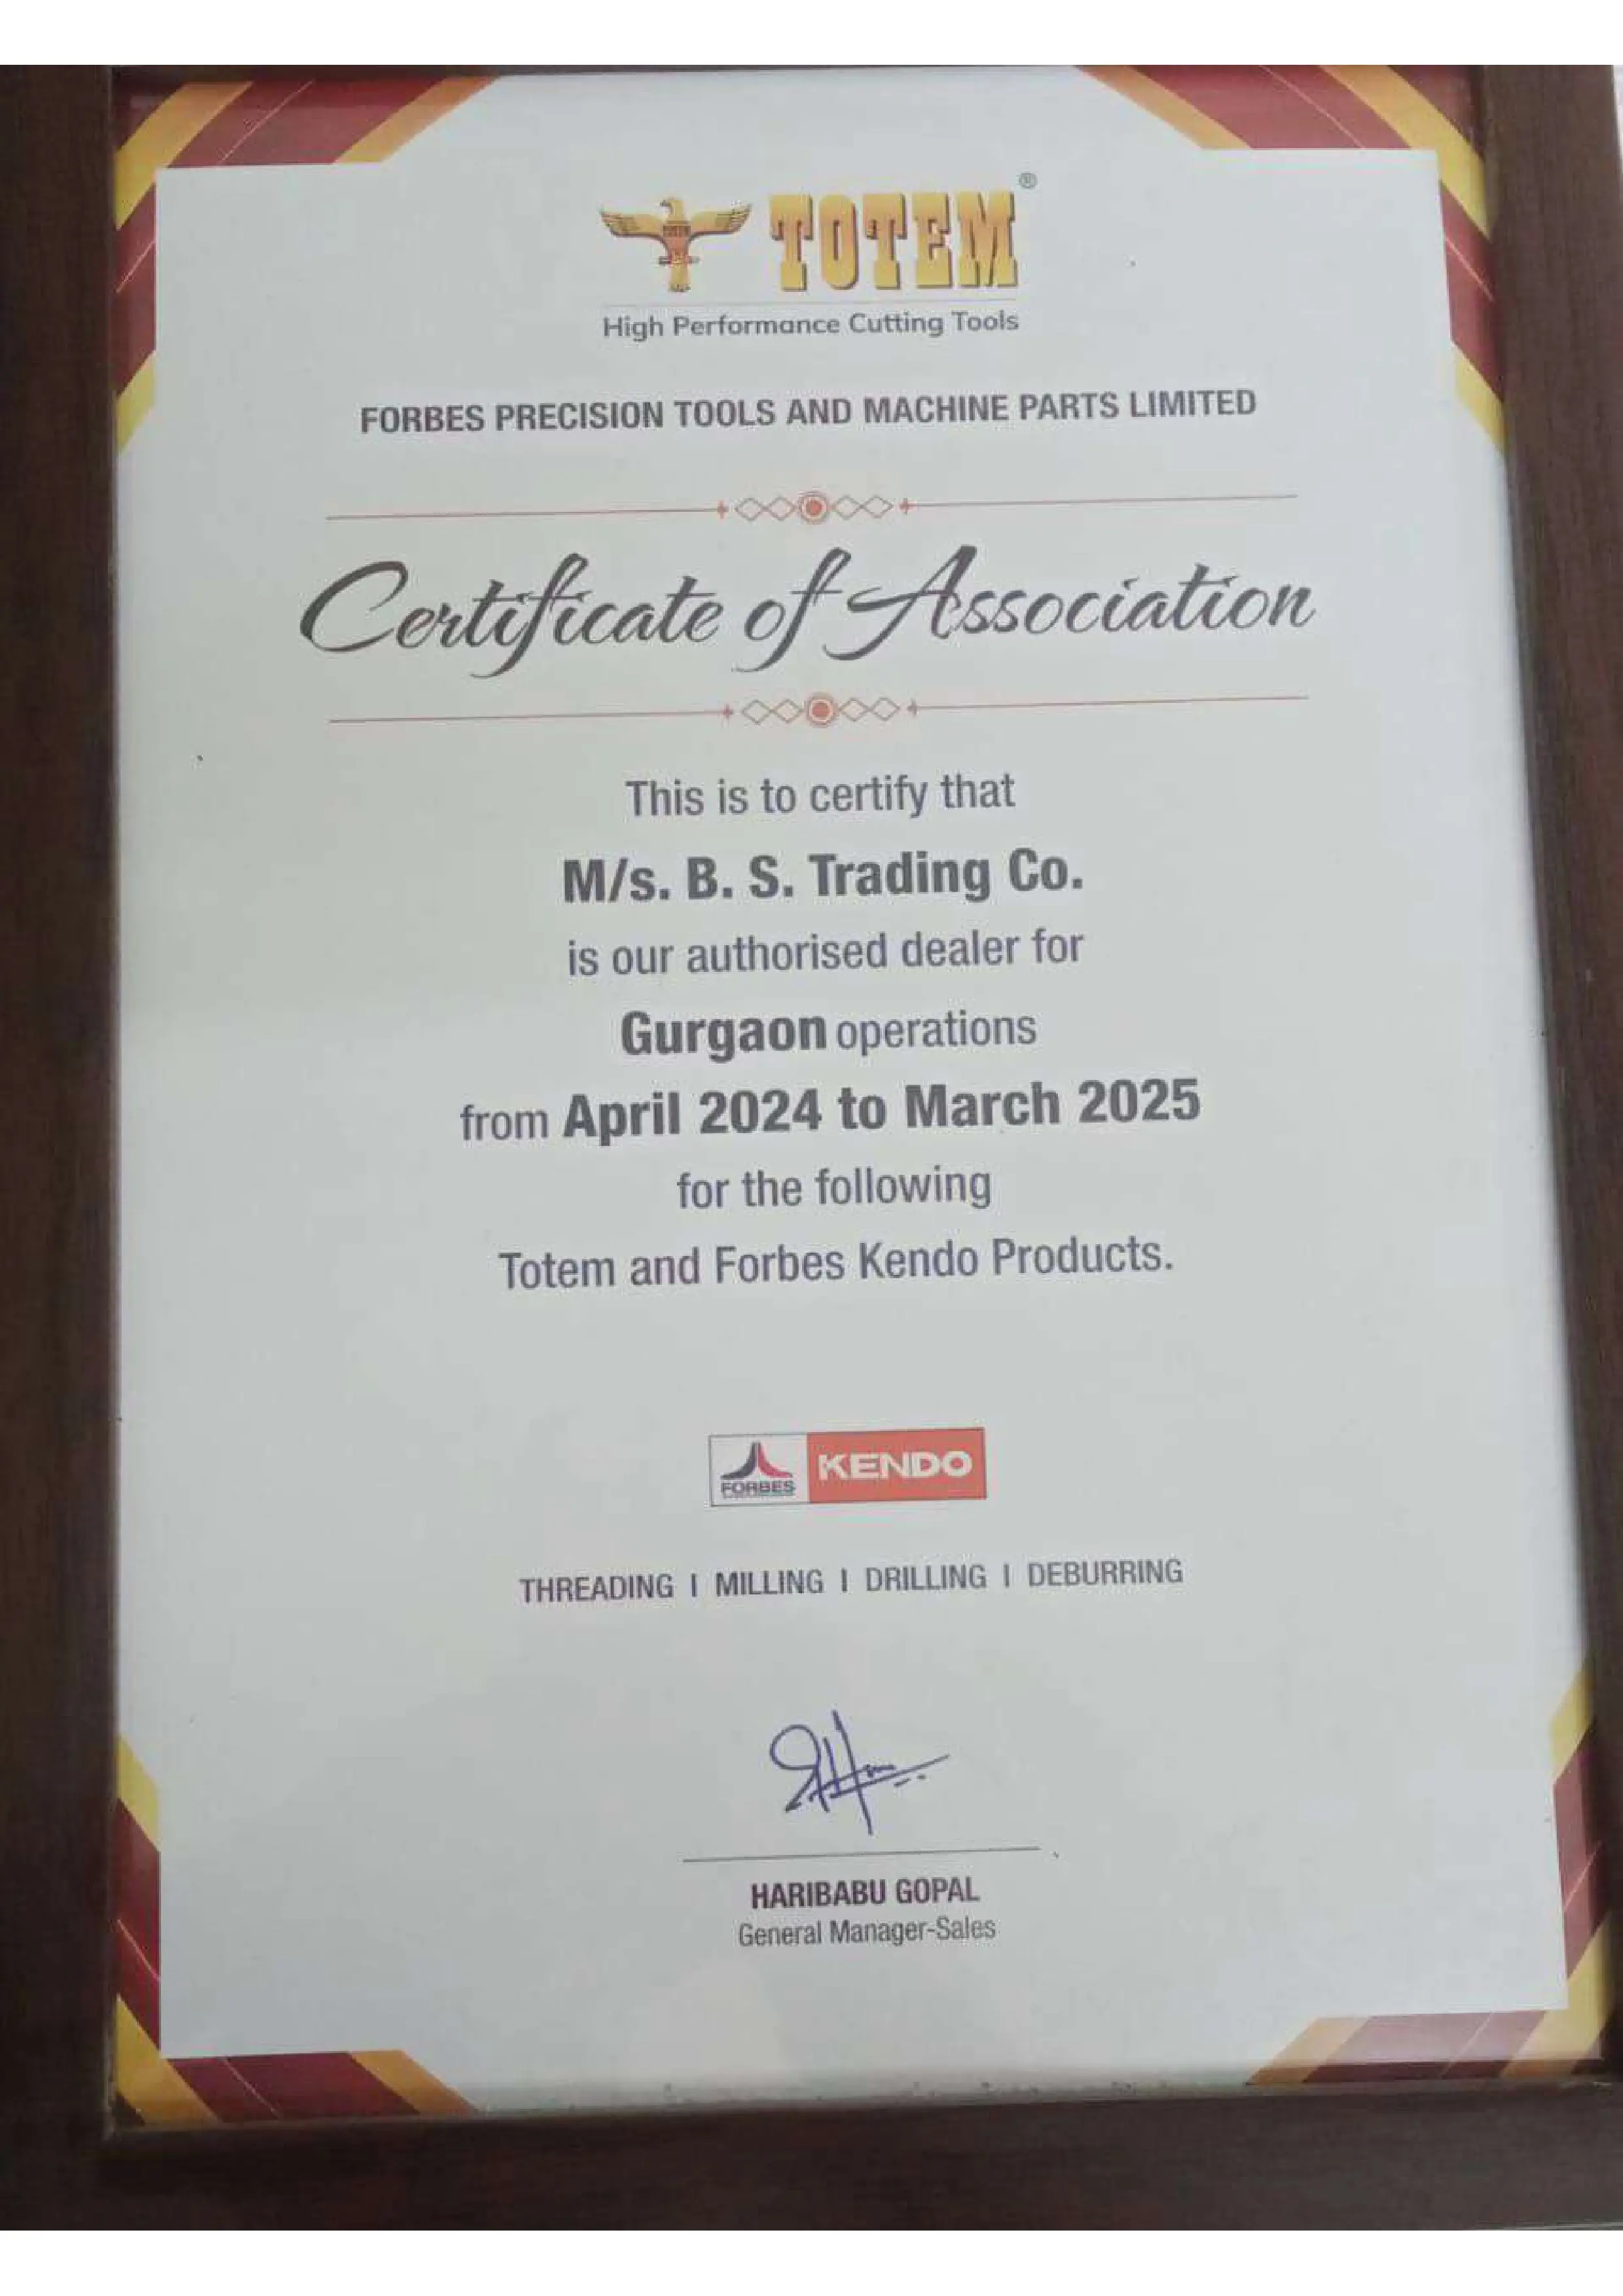 TOTEM®
High Performance Cutting Tools
FORBES PRECISION TOOLS AND MACHINE PARTS LIMITED
Certificate of Association
This is to certify that
M/s. B. S. Trading Co.
is our authorised dealer for
Gurgaon operations
from April 2024 to March 2025
for the following
Totem and Forbes Kendo Products.
FORBES KENDO
THREADING | MILLING | DRILLING | DEBURRING
HARIBABU GOPAL
General Manager-Sales